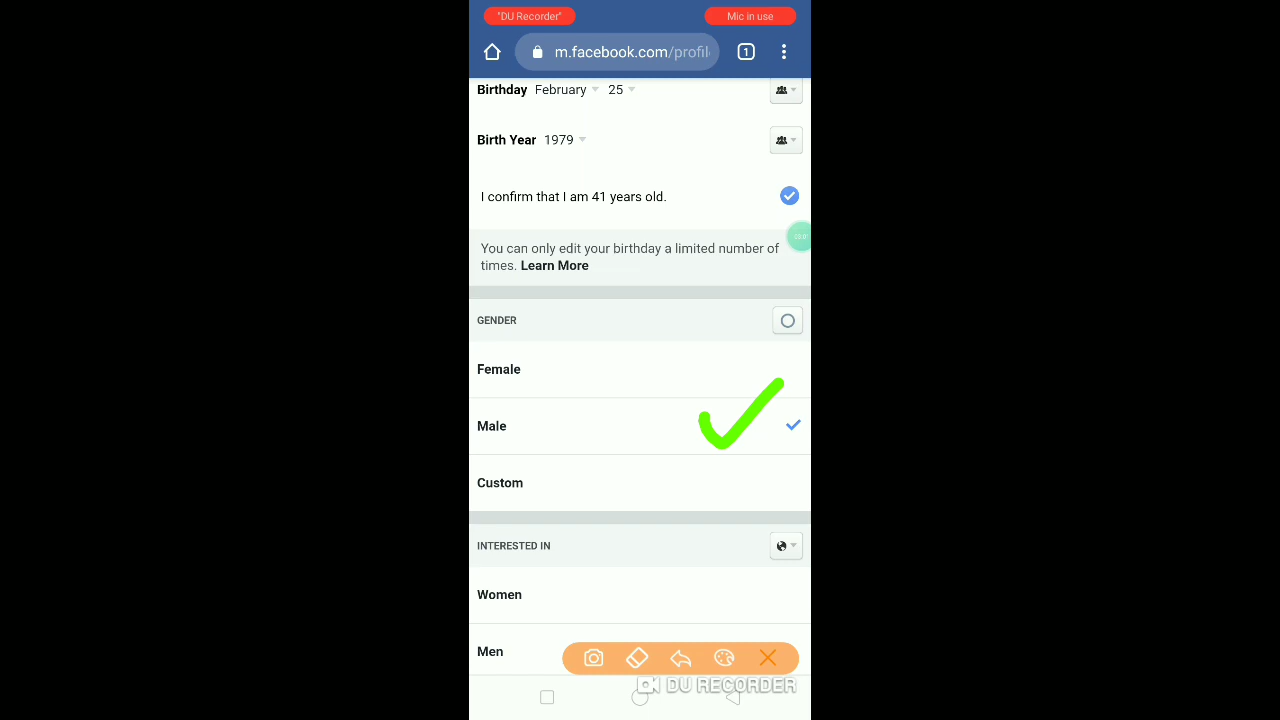 "DU Recorder" Mic in use
m.facebook.com/profil 1
Birthday February 25
Birth Year 1979
I confirm that I am 41 years old.
You can only edit your birthday a limited number of
times. Learn More
GENDER
Female
Male
Custom
INTERESTED IN
Women
Men
DU RECORDER